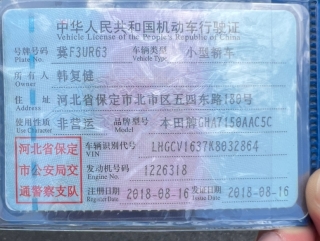 中华人民共和国机动车行驶证
Vehicle License of the People's Republic of China
号牌号码 冀F3UR63 车辆类型 小型轿车
Plate No. Vehicle Type
所有人 韩复健
Owner
住址 河北省保定市北市区五四东路180号
Address
使用性质 非营运 品牌型号 本田牌GHA7150AAC5C
Use Character Model
河北省保定
市公安局交
通警察支队
车辆识别代号 LHGCV1637K8032864
VIN
发动机号码 1226318
Engine No.
注册日期 2018-08-16 发证日期 2018-08-16
Register Date Issue Date